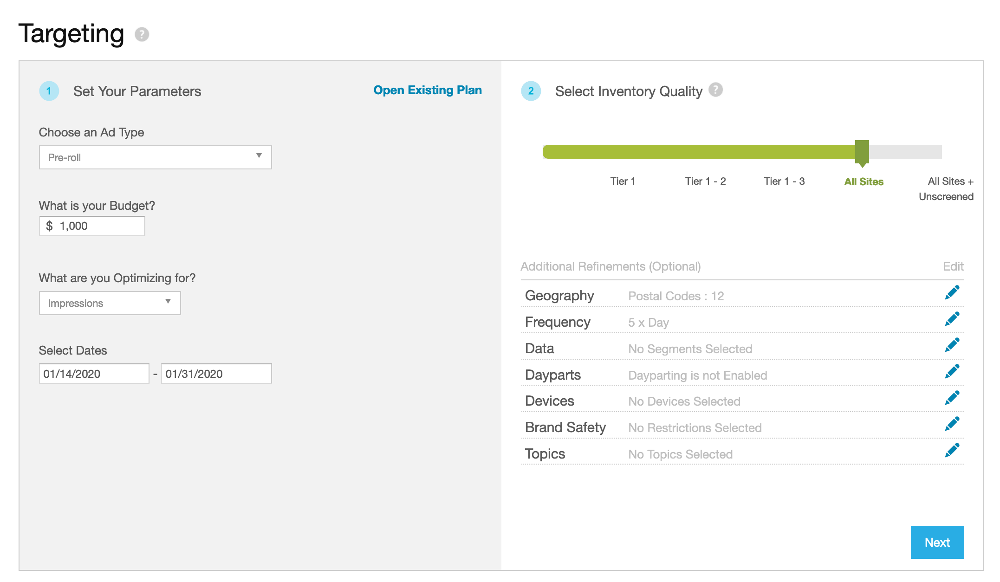 Targeting ?
1 Set Your Parameters
Open Existing Plan
Choose an Ad Type
Pre-roll
What is your Budget?
$ 1,000
What are you Optimizing for?
Impressions
Select Dates
01/14/2020 - 01/31/2020
2 Select Inventory Quality ?
Tier 1 Tier 1 - 2 Tier 1 - 3 All Sites All Sites +
Unscreened
Additional Refinements (Optional) Edit
Geography Postal Codes : 12
Frequency 5 x Day
Data No Segments Selected
Dayparts Dayparting is not Enabled
Devices No Devices Selected
Brand Safety No Restrictions Selected
Topics No Topics Selected
Next